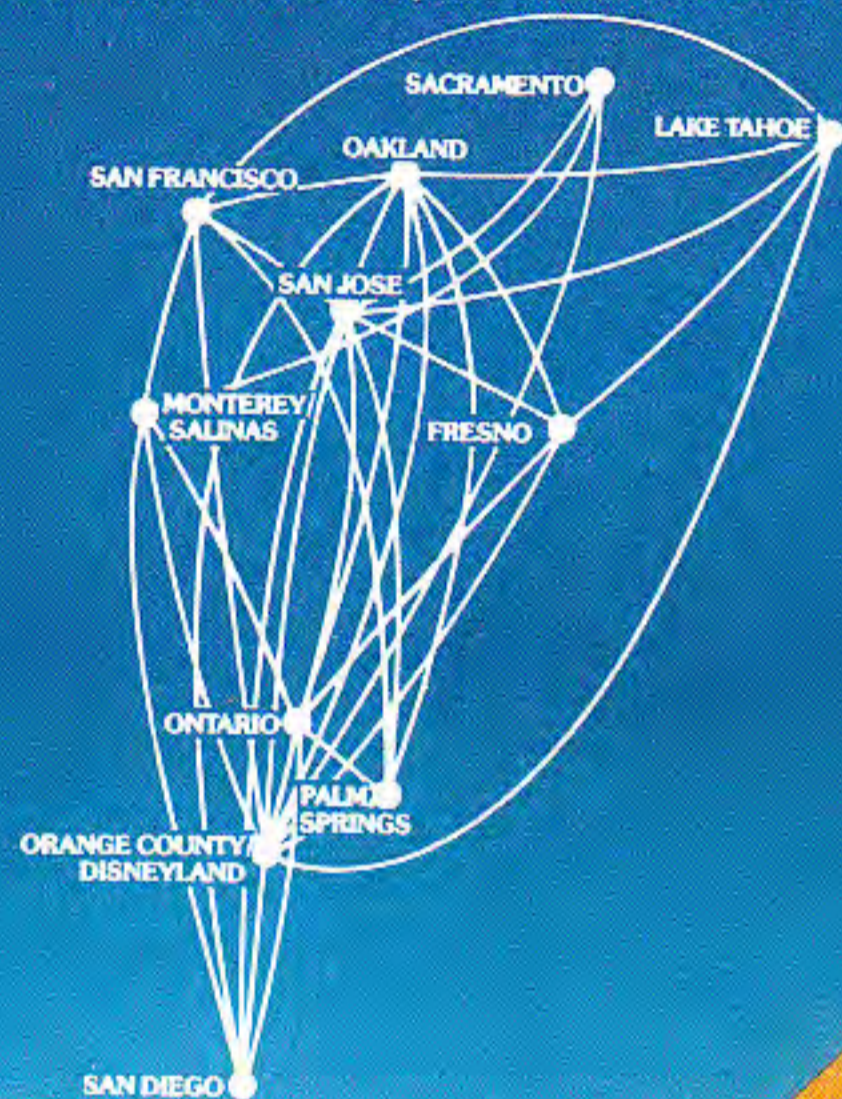 SACRAMENTO
LAKE TAHOE
OAKLAND
SAN FRANCISCO
SAN JOSE
MONTEREY/
SALINAS
FRESNO
ONTARIO
PALM
SPRINGS
ORANGE COUNTY/
DISNEYLAND
SAN DIEGO